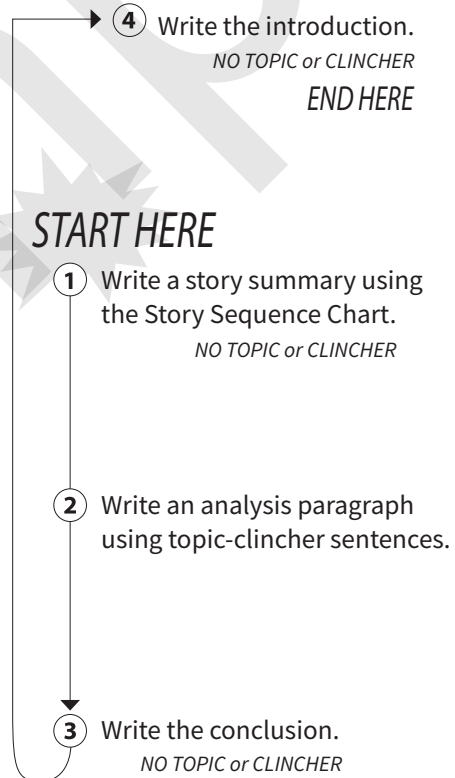 4 Write the introduction.
NO TOPIC or CLINCHER
END HERE
START HERE
1 Write a story summary using
the Story Sequence Chart.
NO TOPIC or CLINCHER
2 Write an analysis paragraph
using topic-clincher sentences.
3 Write the conclusion.
NO TOPIC or CLINCHER